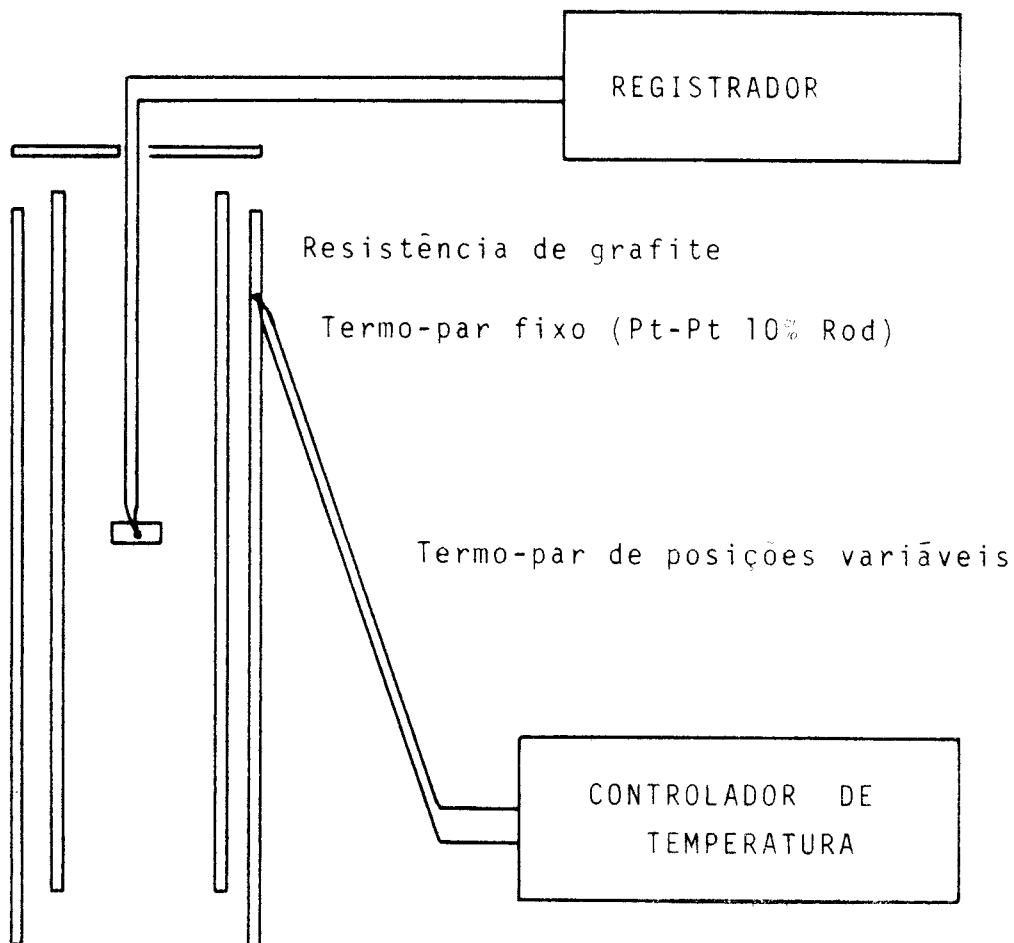 REGISTRADOR
Resistência de grafite
Termo-par fixo (Pt-Pt 10% Rod)
Termo-par de posições variáveis
CONTROLADOR DE
TEMPERATURA